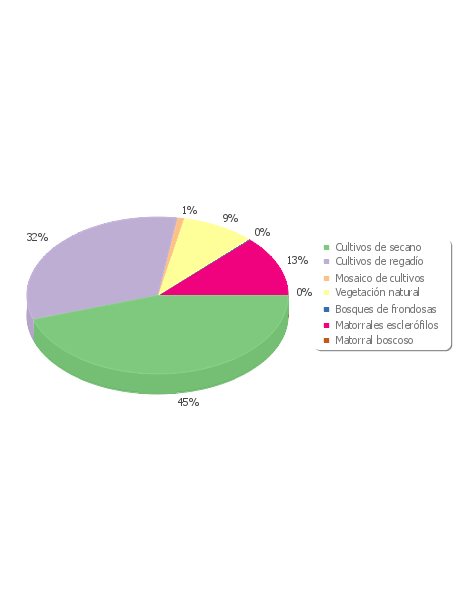 1%
9%
0%
32%
13%
0%
45%
Cultivos de secano
Cultivos de regadío
Mosaico de cultivos
Vegetación natural
Bosques de frondosas
Matorrales esclerófilos
Matorral boscoso